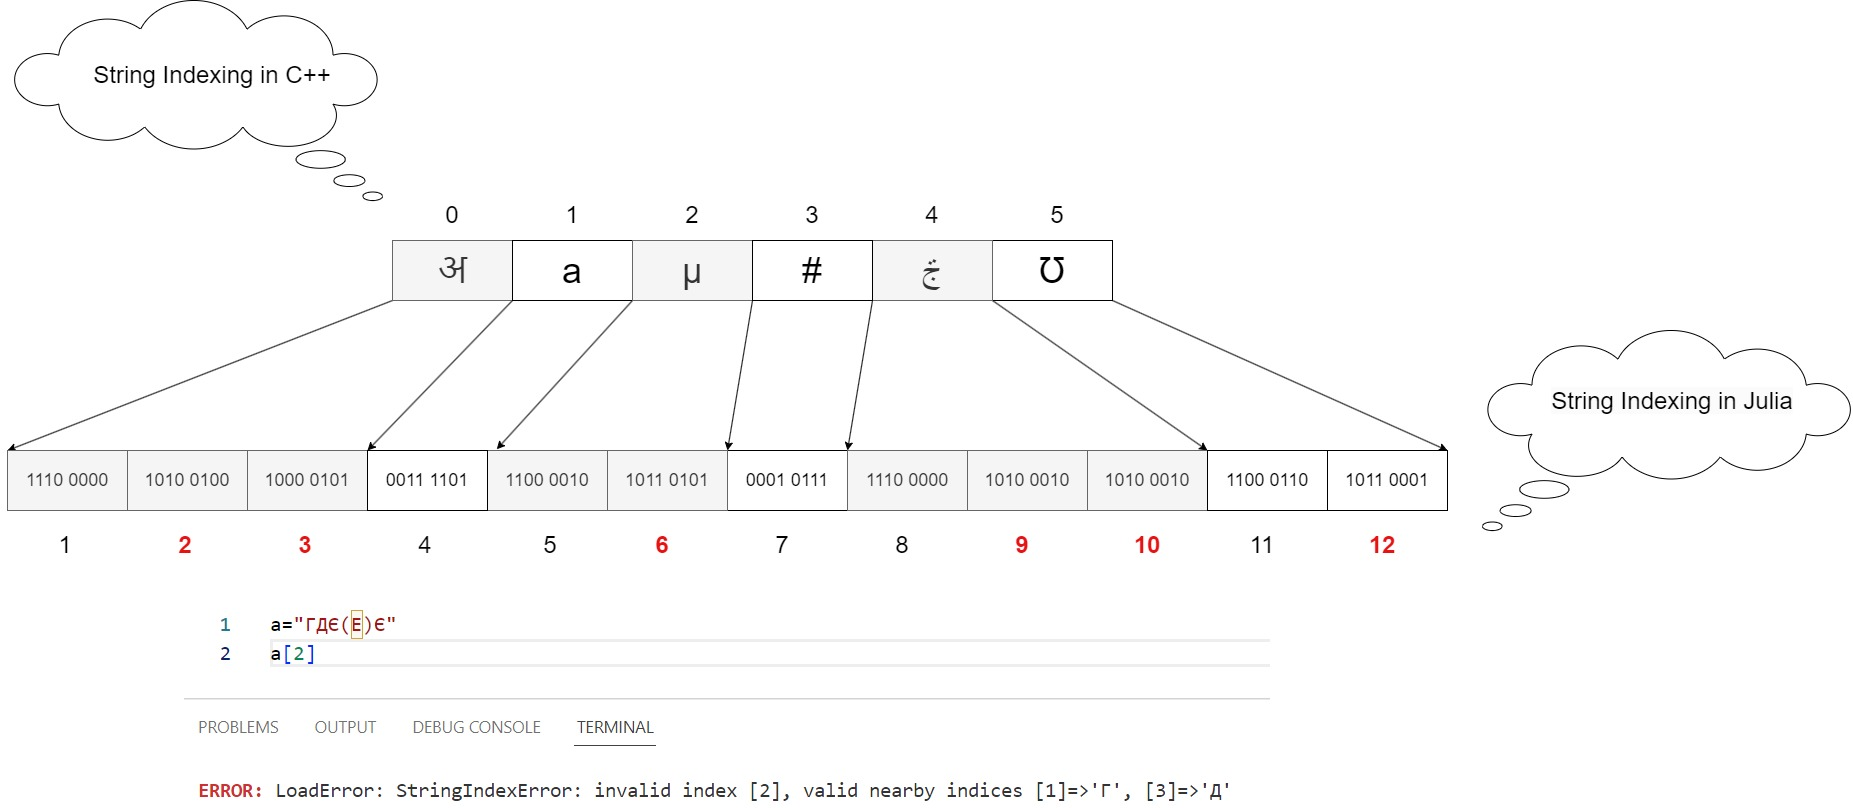 String Indexing in C++
0 1 2 3 4 5
अ a µ # څ Ʊ
String Indexing in Julia
1110 0000 1010 0100 1000 0101 0011 1101 1100 0010 1011 0101 0001 0111 1110 0000 1010 0010 1010 0010 1100 0110 1011 0001
1 2 3 4 5 6 7 8 9 10 11 12
1 a="ГДЄ(Е)Є"
2 a[2]
PROBLEMS OUTPUT DEBUG CONSOLE TERMINAL
ERROR: LoadError: StringIndexError: invalid index [2], valid nearby indices [1]=>'Г', [3]=>'Д'